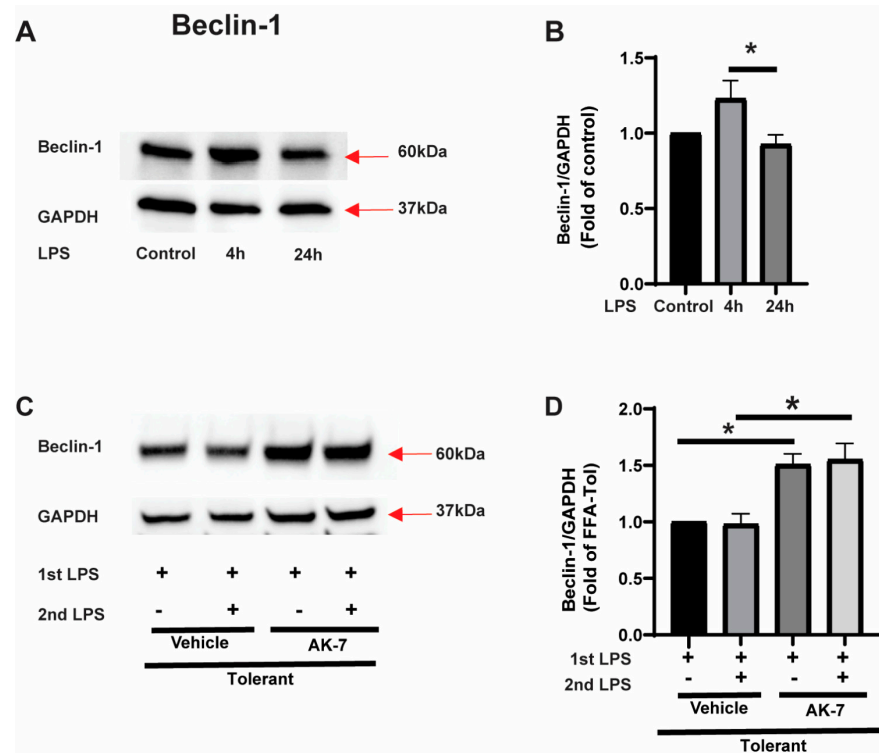 Beclin-1
A
Beclin-1
60kDa
GAPDH
37kDa
LPS Control 4h 24h
B
Beclin-1/GAPDH
(Fold of control)
1.5
1.0
0.5
0.0
*
LPS Control 4h 24h
C
Beclin-1
60kDa
GAPDH
37kDa
1st LPS + + + +
2nd LPS - + - +
Vehicle AK-7
Tolerant
D
Beclin-1/GAPDH
(Fold of FFA-Tol)
2.0
1.5
1.0
0.5
0.0
*
*
1st LPS + + + +
2nd LPS - + - +
Vehicle AK-7
Tolerant